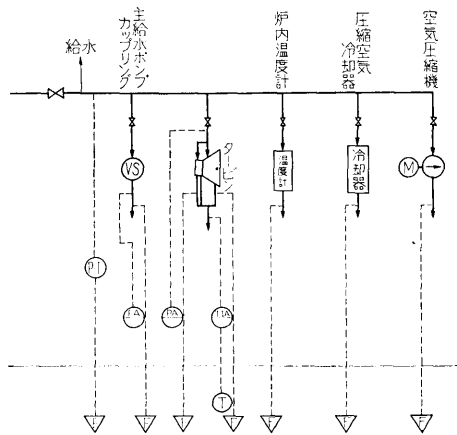 給水
主給水ポンプ
カップリング
炉内温度計
圧縮空気
冷却器
空気圧縮機
VS
タービン
温度計
冷却器
M
PI
FA
PA
T
F
F
F
F
F